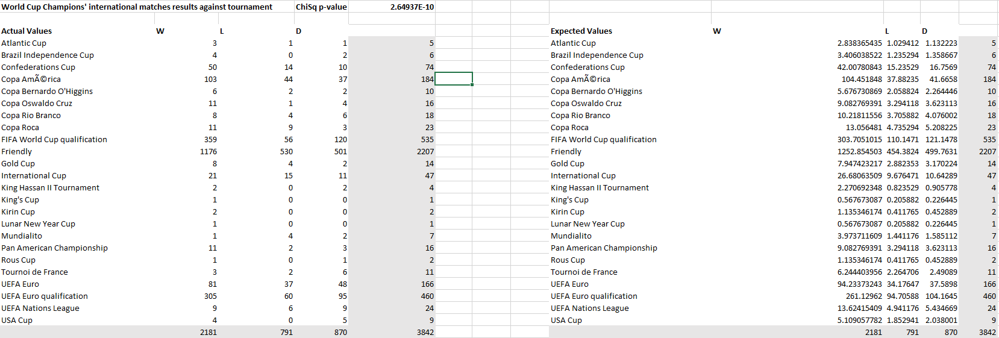 World Cup Champions' international matches results against tournament ChiSq p-value 2.64937E-10
Actual Values W L D Expected Values W L D
Atlantic Cup 3 1 1 5 Atlantic Cup 2.838365435 1.029412 1.132223 5
Brazil Independence Cup 4 0 2 6 Brazil Independence Cup 3.406038522 1.235294 1.358667 6
Confederations Cup 50 14 10 74 Confederations Cup 42.00780843 15.23529 16.7569 74
Copa AmÃ©rica 103 44 37 184 Copa AmÃ©rica 104.451848 37.88235 41.6658 184
Copa Bernardo O'Higgins 6 2 2 10 Copa Bernardo O'Higgins 5.676730869 2.058824 2.264446 10
Copa Oswaldo Cruz 11 1 4 16 Copa Oswaldo Cruz 9.082769391 3.294118 3.623113 16
Copa Rio Branco 8 4 6 18 Copa Rio Branco 10.21811556 3.705882 4.076002 18
Copa Roca 11 9 3 23 Copa Roca 13.056481 4.735294 5.208225 23
FIFA World Cup qualification 359 56 120 535 FIFA World Cup qualification 303.7051015 110.1471 121.1478 535
Friendly 1176 530 501 2207 Friendly 1252.854503 454.3824 499.7631 2207
Gold Cup 8 4 2 14 Gold Cup 7.947423217 2.882353 3.170224 14
International Cup 21 15 11 47 International Cup 26.68063509 9.676471 10.64289 47
King Hassan II Tournament 2 0 2 4 King Hassan II Tournament 2.270692348 0.823529 0.905778 4
King's Cup 1 0 0 1 King's Cup 0.567673087 0.205882 0.226445 1
Kirin Cup 2 0 0 2 Kirin Cup 1.135346174 0.411765 0.452889 2
Lunar New Year Cup 1 0 0 1 Lunar New Year Cup 0.567673087 0.205882 0.226445 1
Mundialito 1 4 2 7 Mundialito 3.973711609 1.441176 1.585112 7
Pan American Championship 11 2 3 16 Pan American Championship 9.082769391 3.294118 3.623113 16
Rous Cup 1 0 1 2 Rous Cup 1.135346174 0.411765 0.452889 2
Tournoi de France 3 2 6 11 Tournoi de France 6.244403956 2.264706 2.49089 11
UEFA Euro 81 37 48 166 UEFA Euro 94.23373243 34.17647 37.5898 166
UEFA Euro qualification 305 60 95 460 UEFA Euro qualification 261.12962 94.70588 104.1645 460
UEFA Nations League 9 6 9 24 UEFA Nations League 13.62415409 4.941176 5.434669 24
USA Cup 4 0 5 9 USA Cup 5.109057782 1.852941 2.038001 9
2181 791 870 3842 2181 791 870 3842